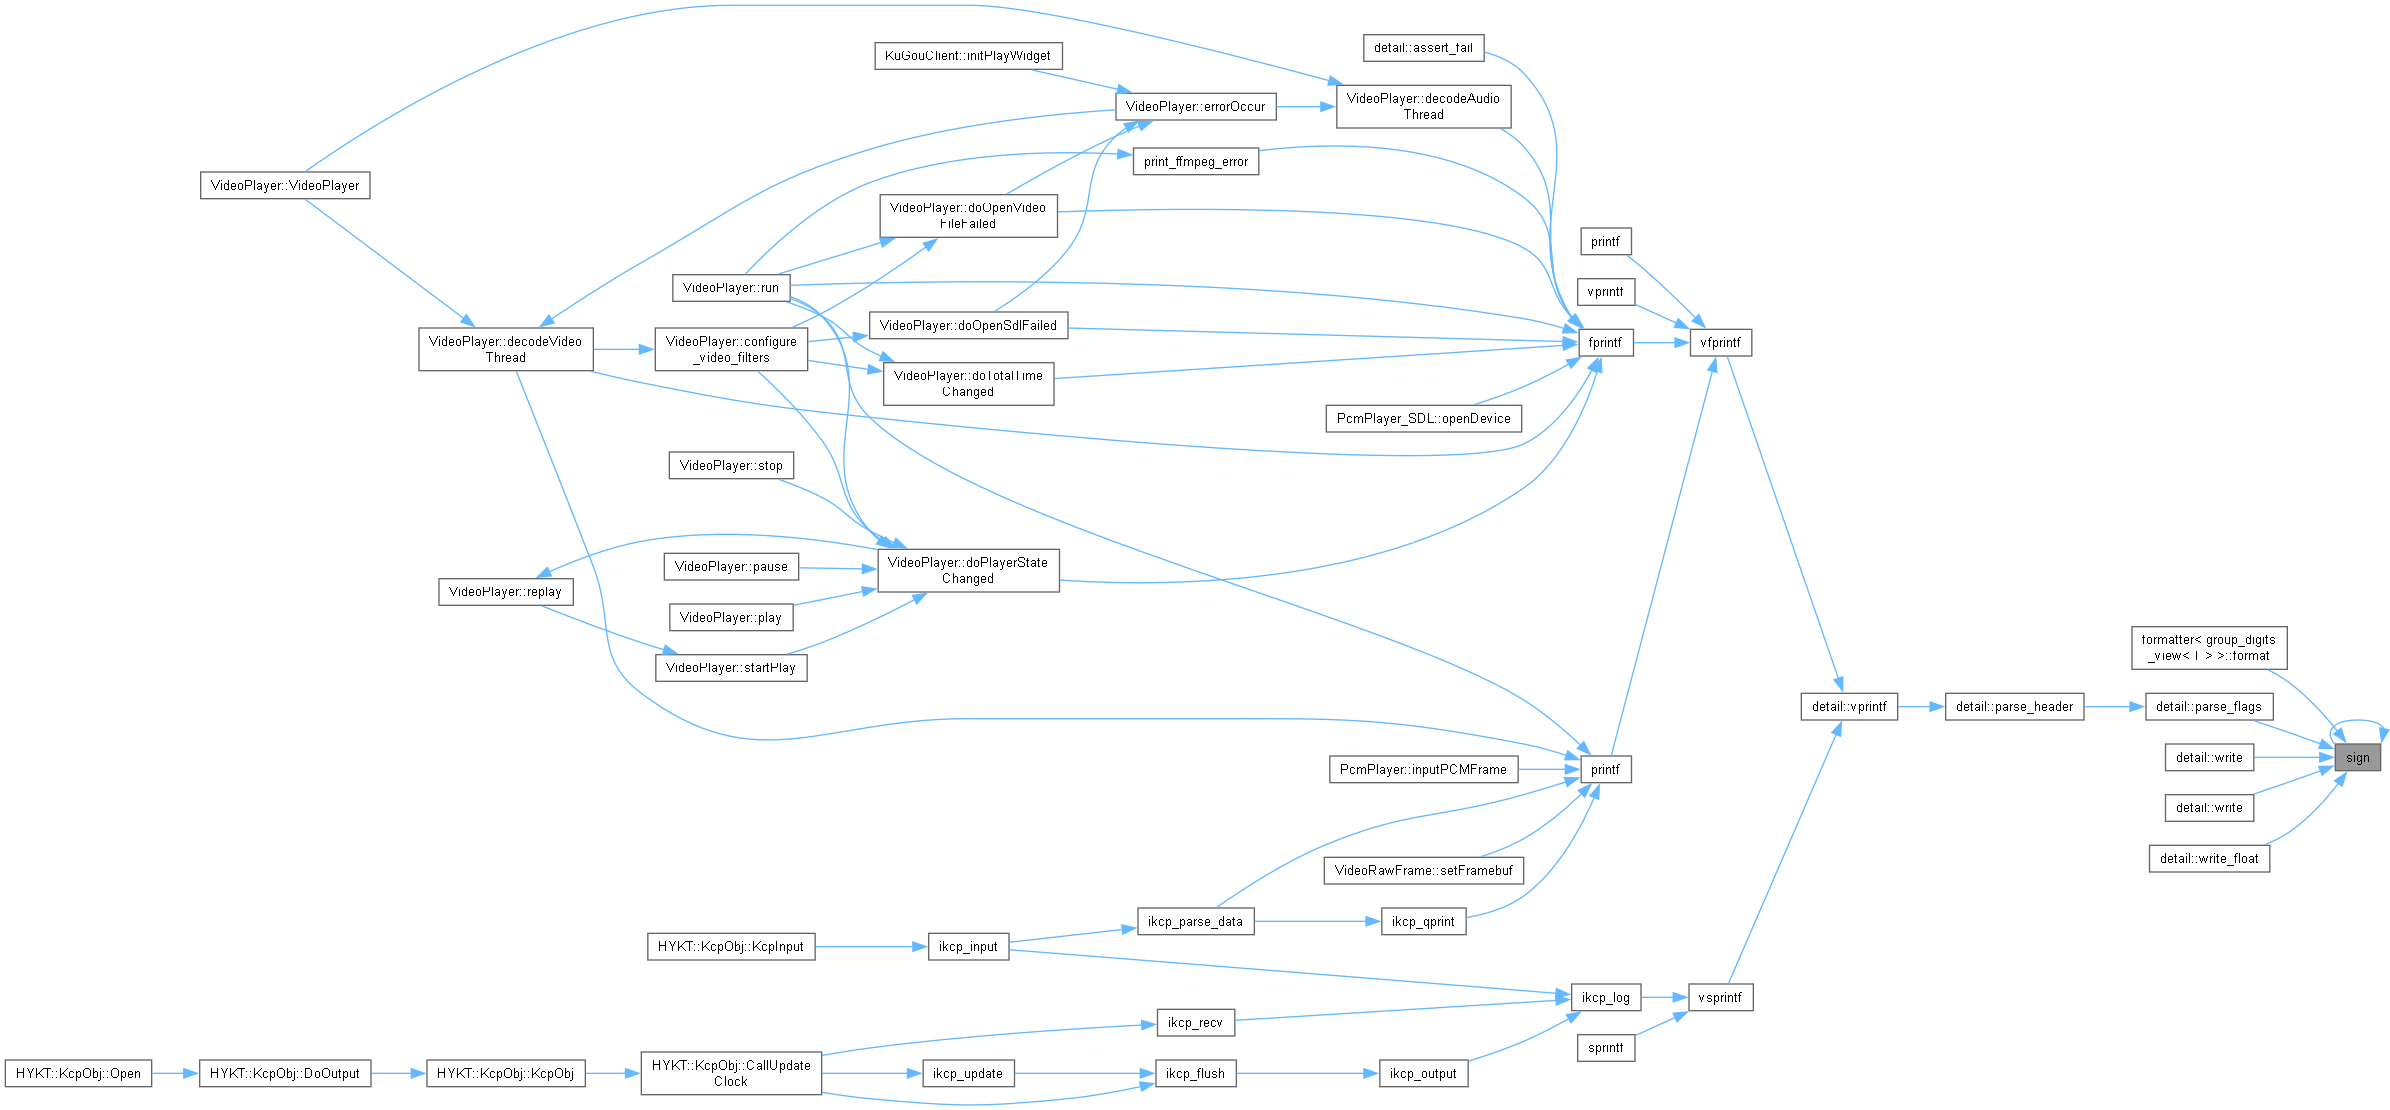 KuGouClient::initPlayWidget
detail::assert_fail
VideoPlayer::errorOccur
VideoPlayer::decodeAudio
Thread
print_ffmpeg_error
VideoPlayer::VideoPlayer
VideoPlayer::doOpenVideo
FileFailed
printf
vprintf
VideoPlayer::run
VideoPlayer::doOpenSdlFailed
VideoPlayer::decodeVideo
Thread
VideoPlayer::configure
_video_filters
fprintf
vfprintf
VideoPlayer::doTotalTime
Changed
PcmPlayer_SDL::openDevice
VideoPlayer::stop
VideoPlayer::pause
VideoPlayer::doPlayerState
Changed
VideoPlayer::replay
VideoPlayer::play
VideoPlayer::startPlay
formatter< group_digits
_view< T > >::format
detail::vprintf
detail::parse_header
detail::parse_flags
sign
detail::write
detail::write
detail::write_float
PcmPlayer::inputPCMFrame
printf
VideoRawFrame::setFramebuf
ikcp_parse_data
ikcp_qprint
HYKT::KcpObj::KcpInput
ikcp_input
ikcp_log
vsprintf
ikcp_recv
sprintf
HYKT::KcpObj::Open
HYKT::KcpObj::DoOutput
HYKT::KcpObj::KcpObj
HYKT::KcpObj::CallUpdate
Clock
ikcp_update
ikcp_flush
ikcp_output